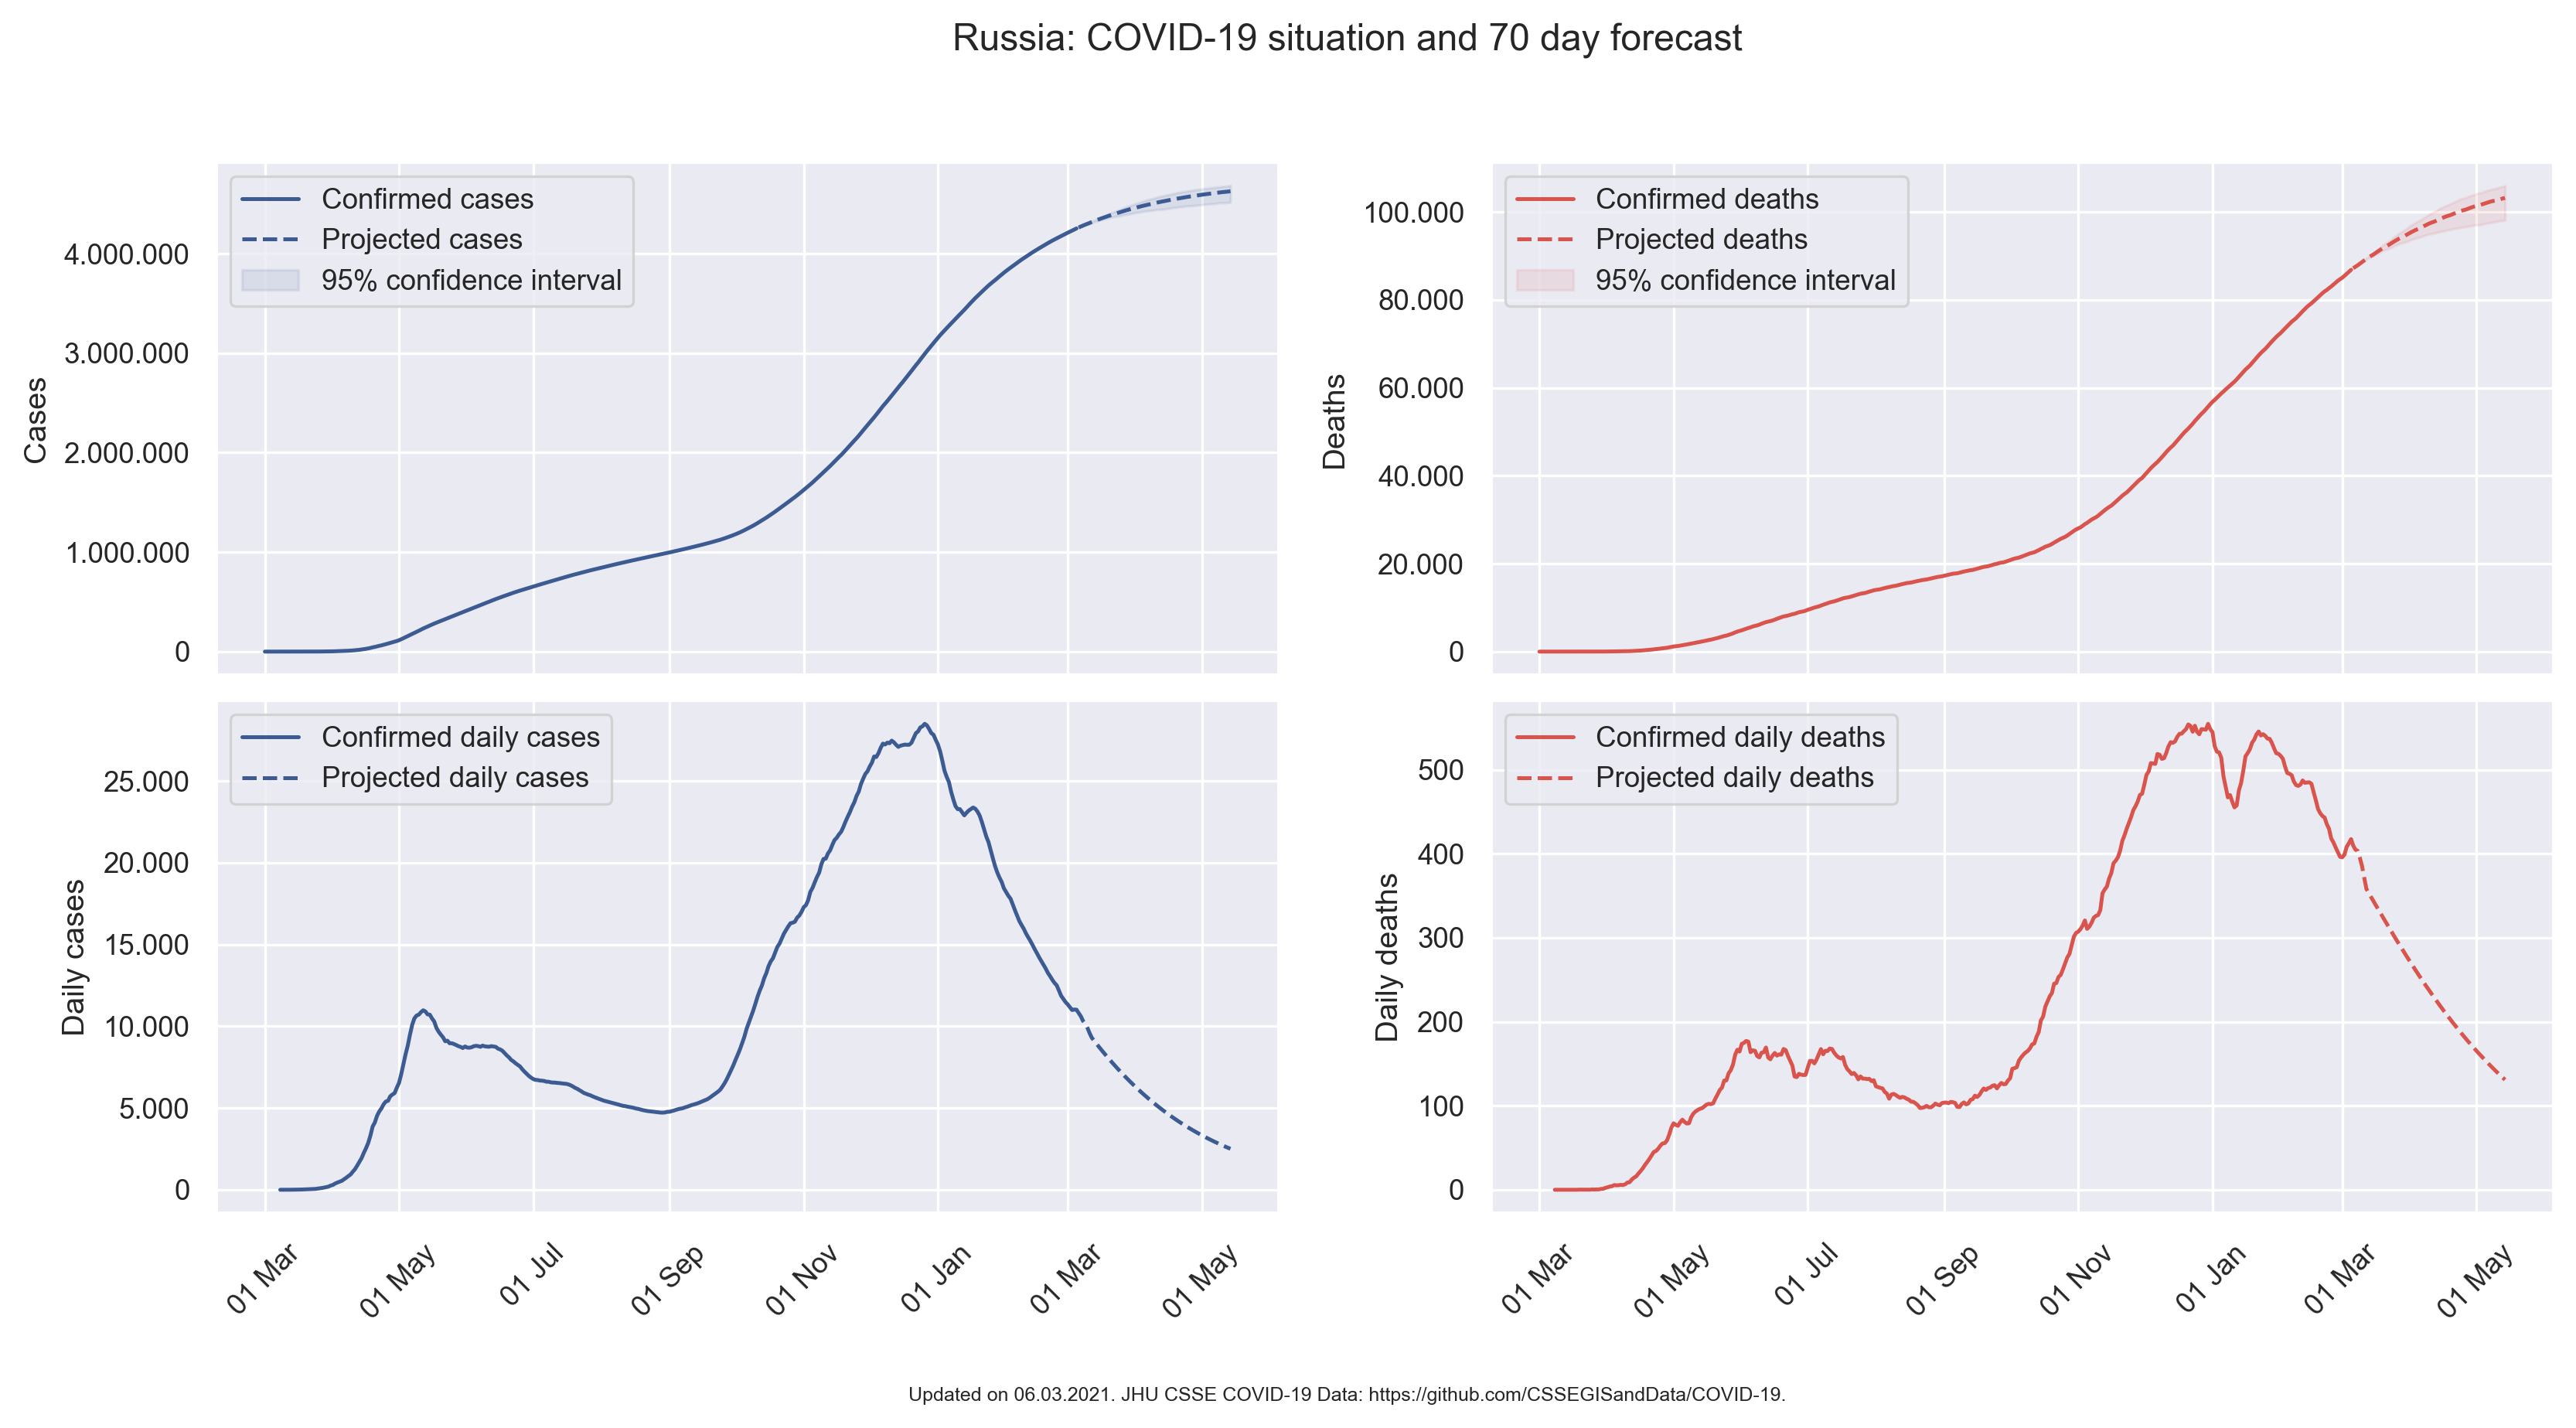 Russia: COVID-19 situation and 70 day forecast
Confirmed cases
Projected cases
95% confidence interval
Cases
4.000.000
3.000.000
2.000.000
1.000.000
0
Confirmed deaths
Projected deaths
95% confidence interval
Deaths
100.000
80.000
60.000
40.000
20.000
0
Confirmed daily cases
Projected daily cases
Daily cases
25.000
20.000
15.000
10.000
5.000
0
01 Mar
01 May
01 Jul
01 Sep
01 Nov
01 Jan
01 Mar
01 May
Confirmed daily deaths
Projected daily deaths
Daily deaths
500
400
300
200
100
0
01 Mar
01 May
01 Jul
01 Sep
01 Nov
01 Jan
01 Mar
01 May
Updated on 06.03.2021. JHU CSSE COVID-19 Data: https://github.com/CSSEGISandData/COVID-19.